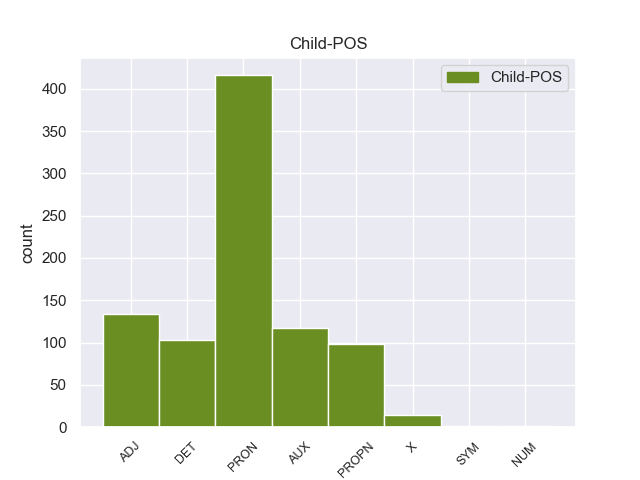 Child-POS
Child-POS
400
350
300
250
200
150
100
50
0
count
ADJ
DET
PRON
AUX
PROPN
X
SYM
NUM